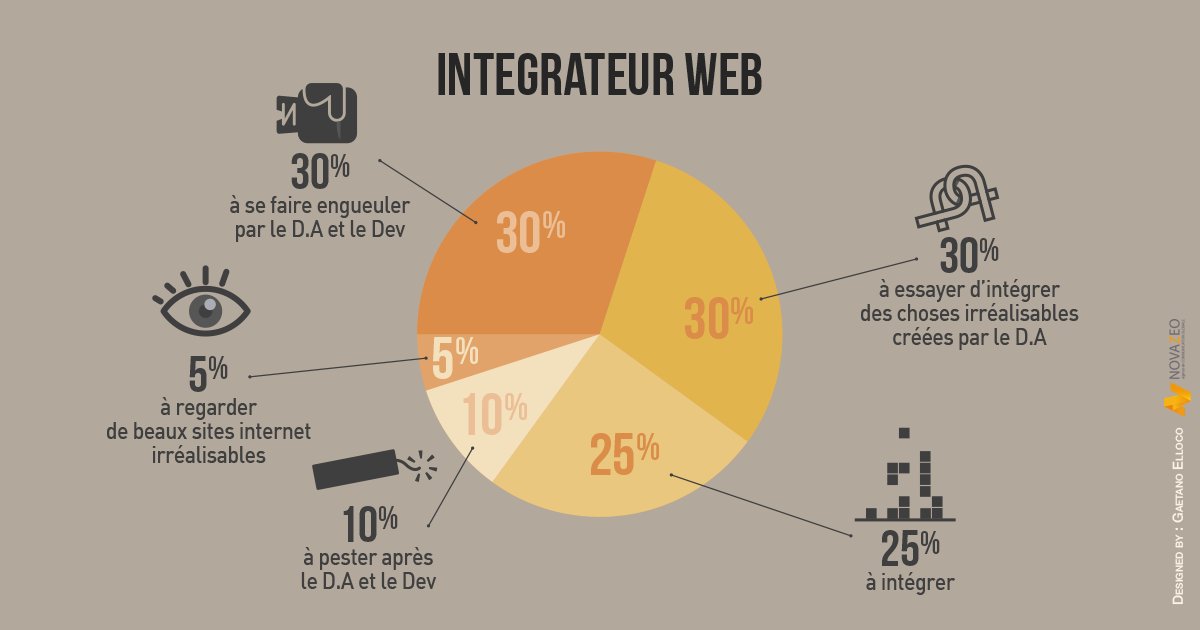 INTEGRATEUR WEB
30%
à se faire engueuler
par le D.A et le Dev
30%
30%
30%
à essayer d'intégrer
des choses irréalisables
créées par le D.A
5%
à regarder
de beaux sites internet
irréalisables
5%
10%
10%
à pester après
le D.A et le Dev
25%
25%
à intégrer
NOVAZEO
DESIGNED BY : GAETANO ELLOCO